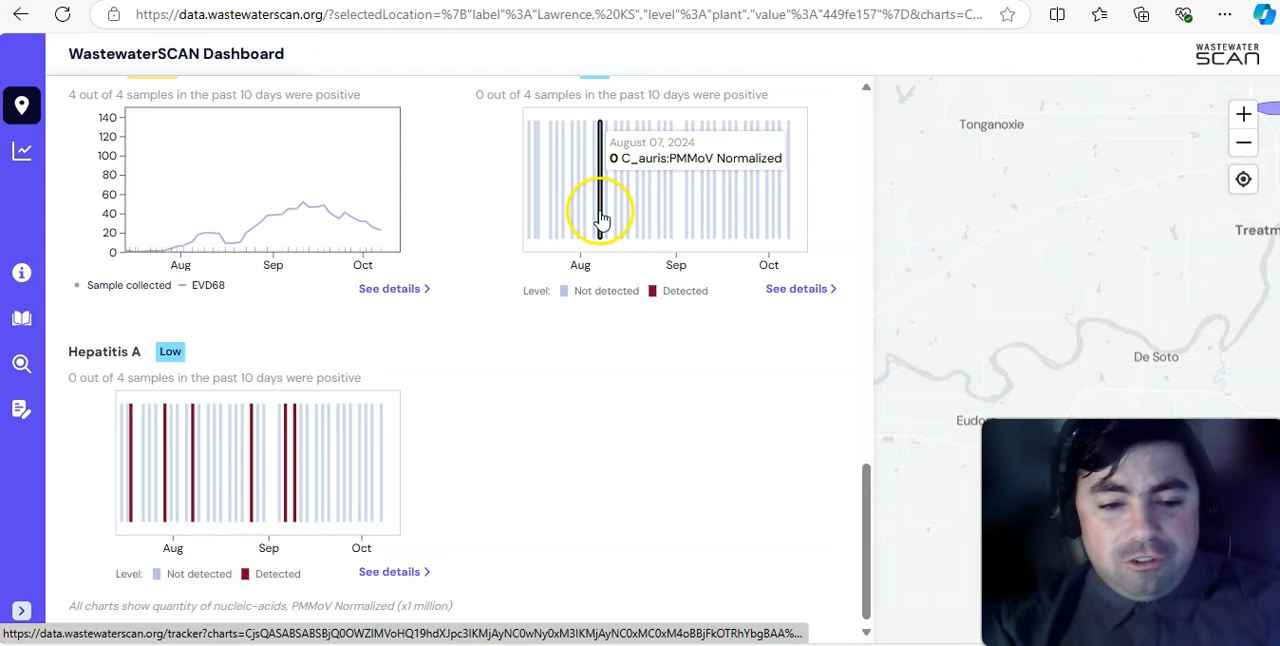 https://data.wastewaterscan.org/?selectedLocation=%7B"label"%3A"Lawrence,%20KS","level"%3A"plant","value"%3A"449fe157"%7D&charts=C...
WastewaterSCAN Dashboard
WASTEWATER
SCAN
4 out of 4 samples in the past 10 days were positive
0 out of 4 samples in the past 10 days were positive
140
120
100
80
60
40
20
0
Aug Sep Oct
Sample collected EVD68
See details >
August 07, 2024
0 C_auris:PMMoV Normalized
Aug Sep Oct
Level: Not detected Detected
See details >
Hepatitis A Low
0 out of 4 samples in the past 10 days were positive
Aug Sep Oct
Level: Not detected Detected
See details >
All charts show quantity of nucleic-acids, PMMoV Normalized (x1 million)
Tonganoxie
Treatm
De Soto
Eudo